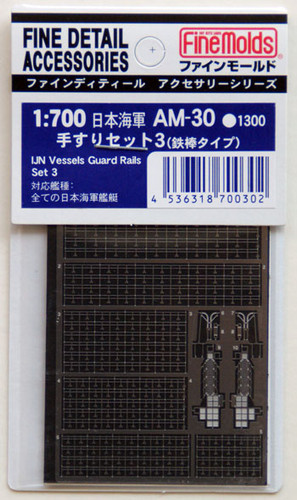 FINE DETAIL
ACCESSORIES
FineMolds
ファインモールド
ファインディティール アクセサリーシリーズ
1:700 日本海軍 AM-30 ●1300
手すりセット3(鉄棒タイプ)
IJN Vessels Guard Rails
Set 3
対応艦種:
全ての日本海軍艦艇
4 536318 700302